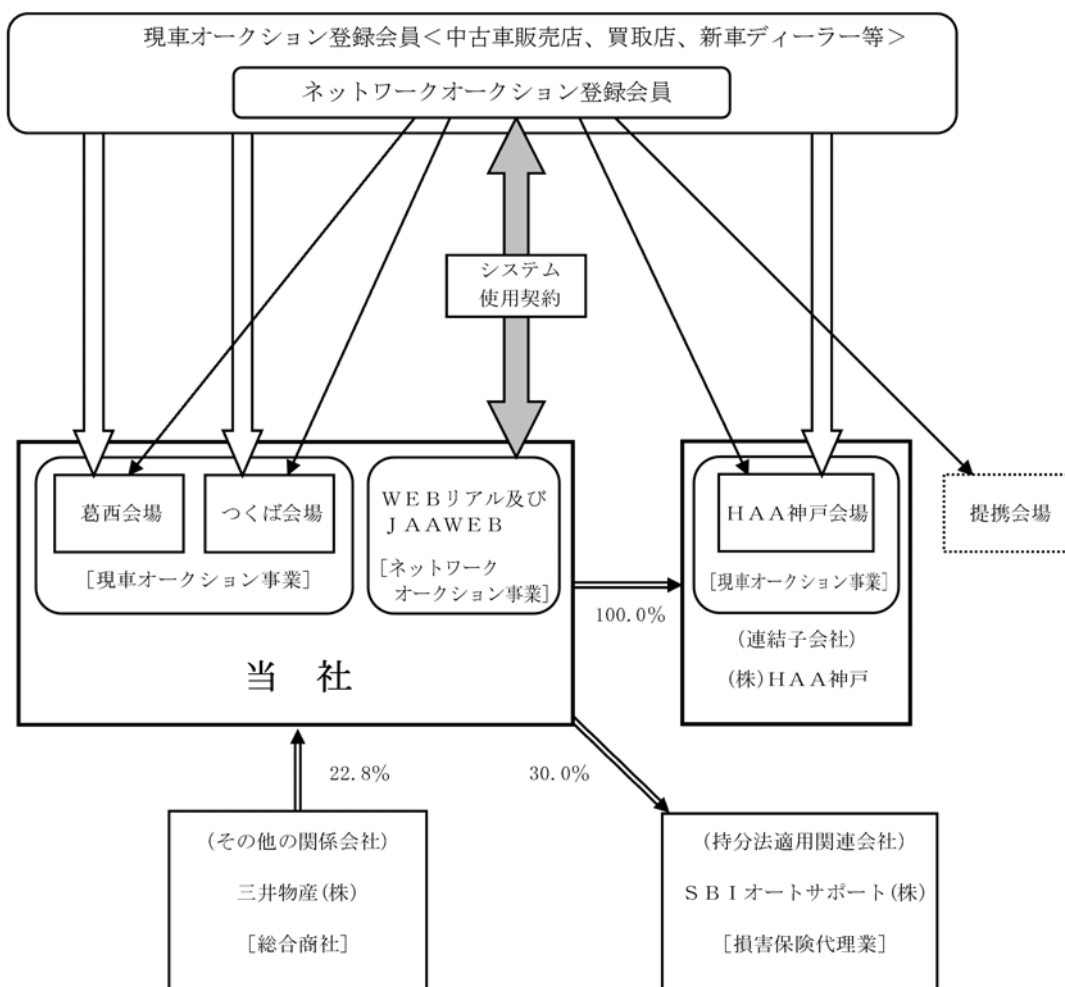 現車オークション登録会員<中古車販売店、買取店、新車ディーラー等>
ネットワークオークション登録会員
システム
使用契約
葛西会場
つくば会場
[現車オークション事業]
WEBリアル及び
JAAWEB
[ネットワーク
オークション事業]
HAA神戸会場
[現車オークション事業]
提携会場
100.0%
(連結子会社)
(株)HAA神戸
当 社
22.8%
30.0%
(その他の関係会社)
三井物産(株)
[総合商社]
(持分法適用関連会社)
SBIオートサポート(株)
[損害保険代理業]